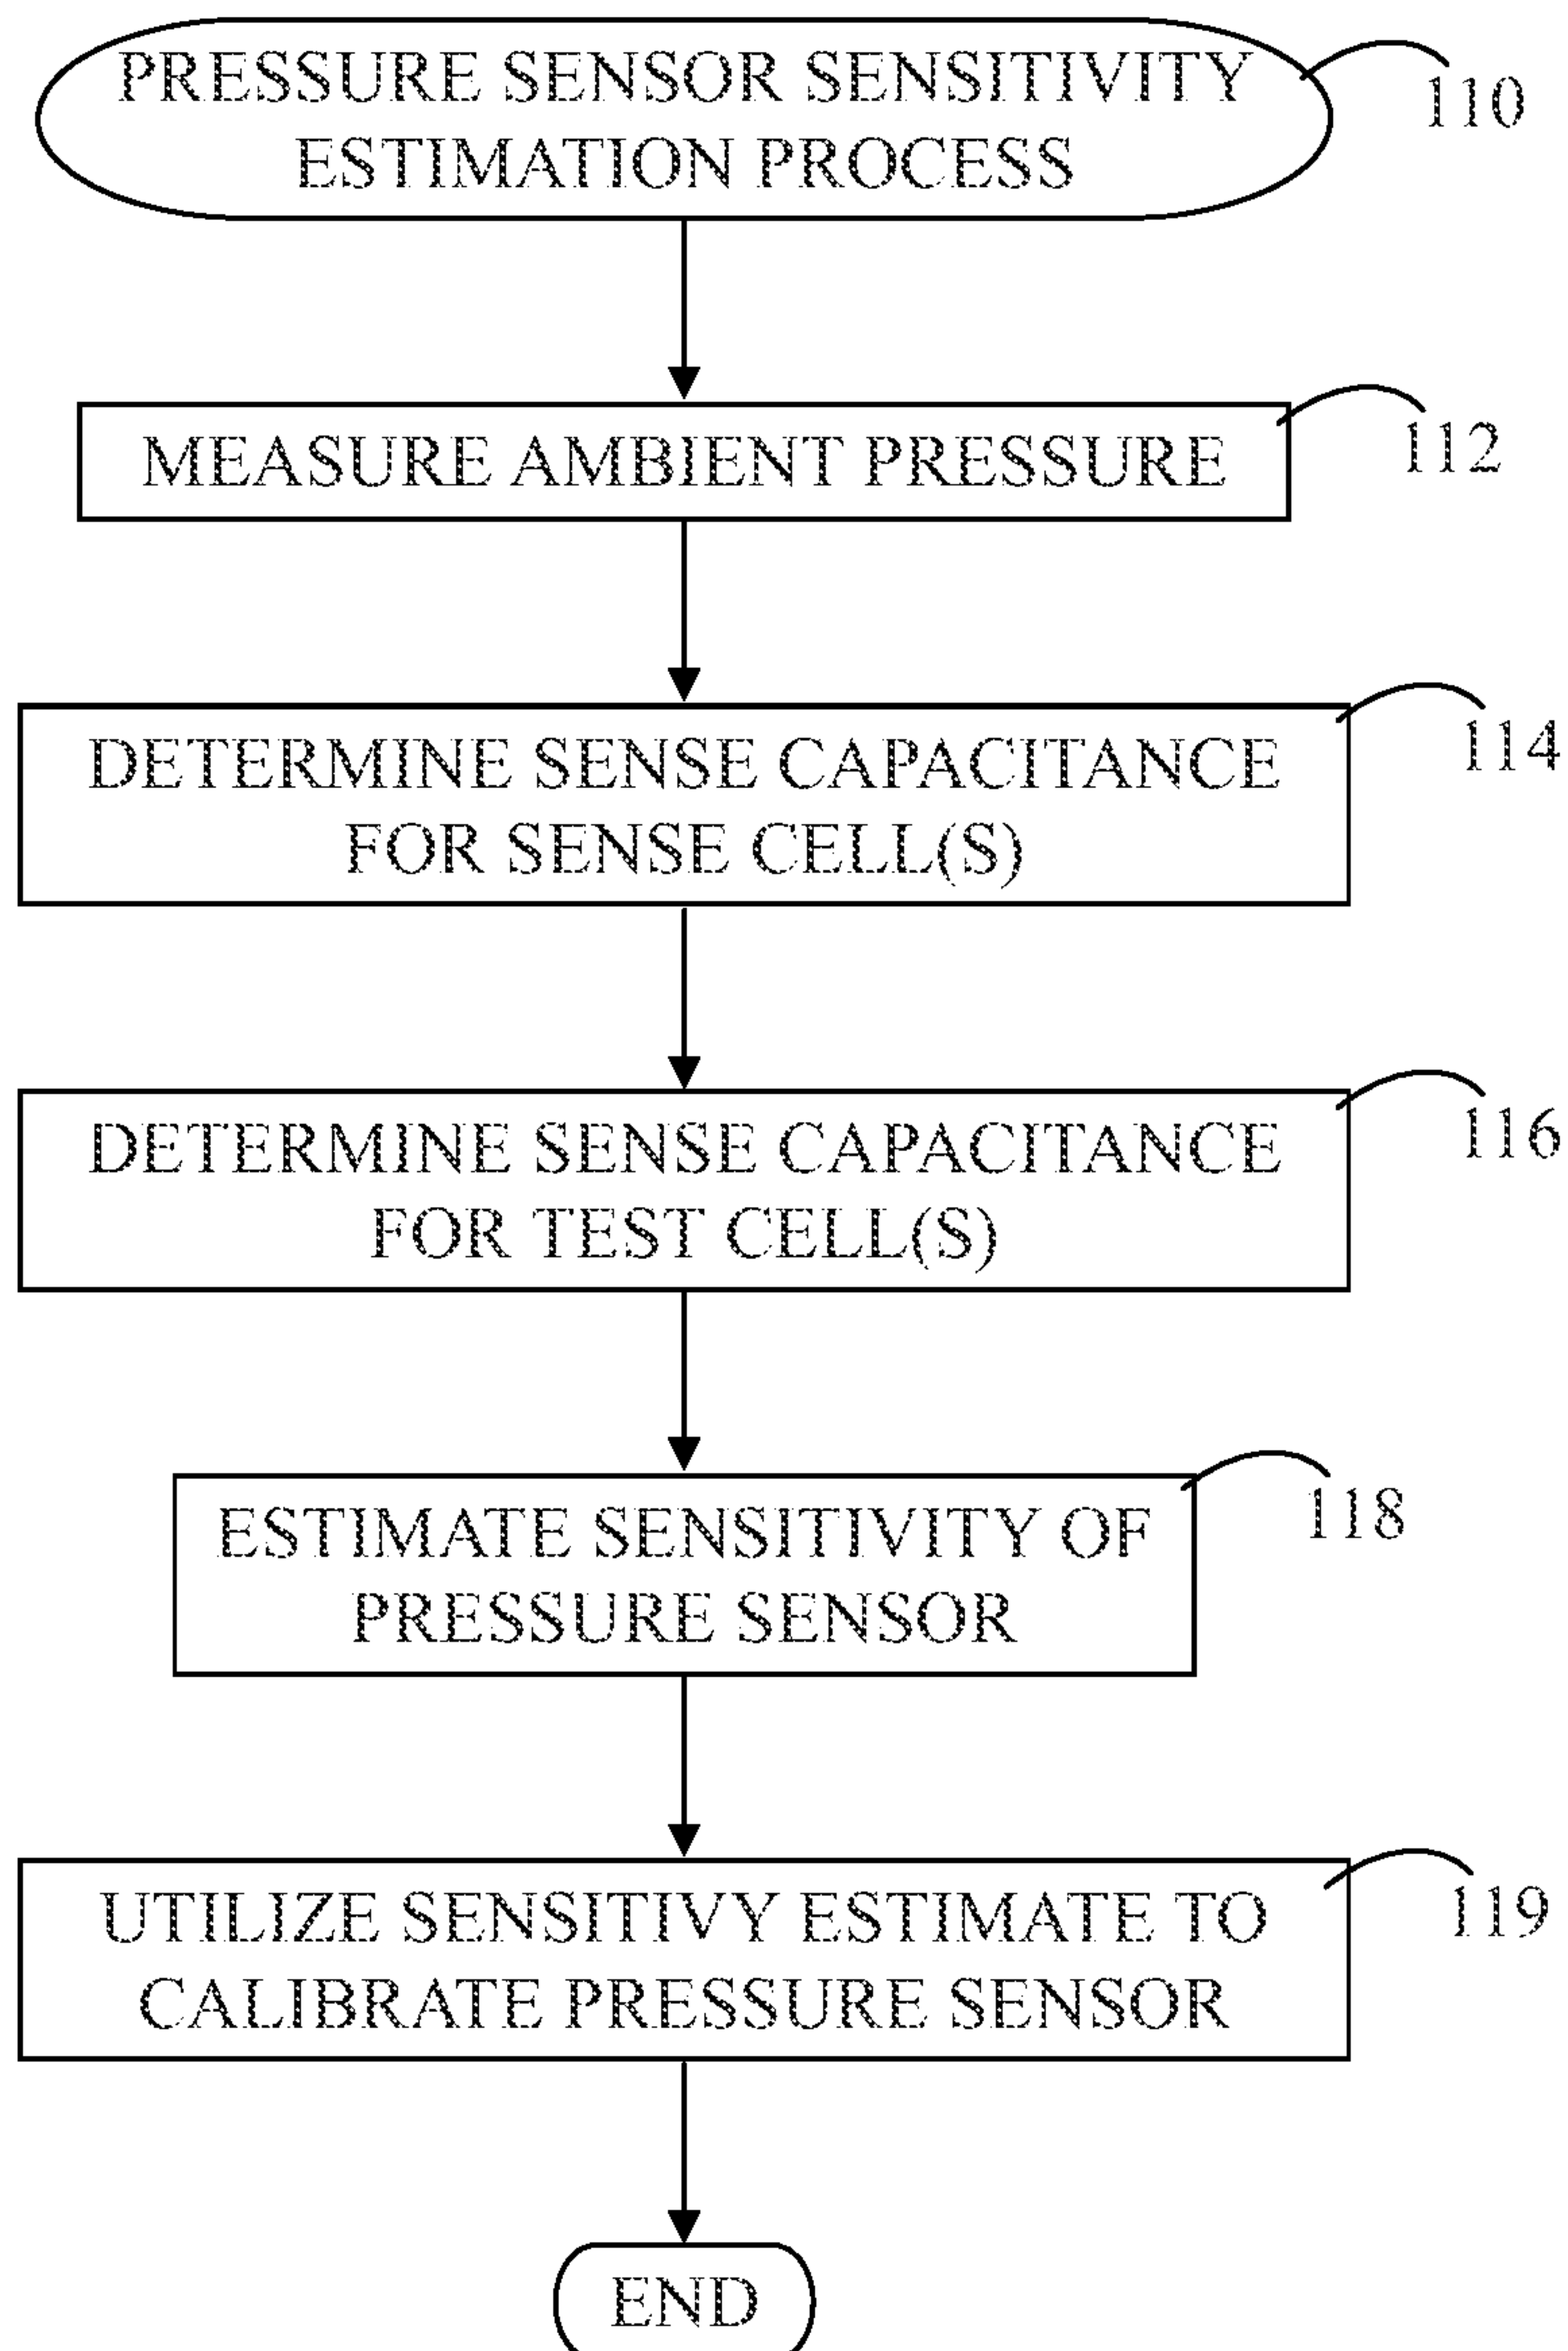 PRESSURE SENSOR SENSITIVITY
ESTIMATION PROCESS
110
MEASURE AMBIENT PRESSURE
112
DETERMINE SENSE CAPACITANCE
FOR SENSE CELL(S)
114
DETERMINE SENSE CAPACITANCE
FOR TEST CELL(S)
116
ESTIMATE SENSITIVITY OF
PRESSURE SENSOR
118
UTILIZE SENSITIVY ESTIMATE TO
CALIBRATE PRESSURE SENSOR
119
END